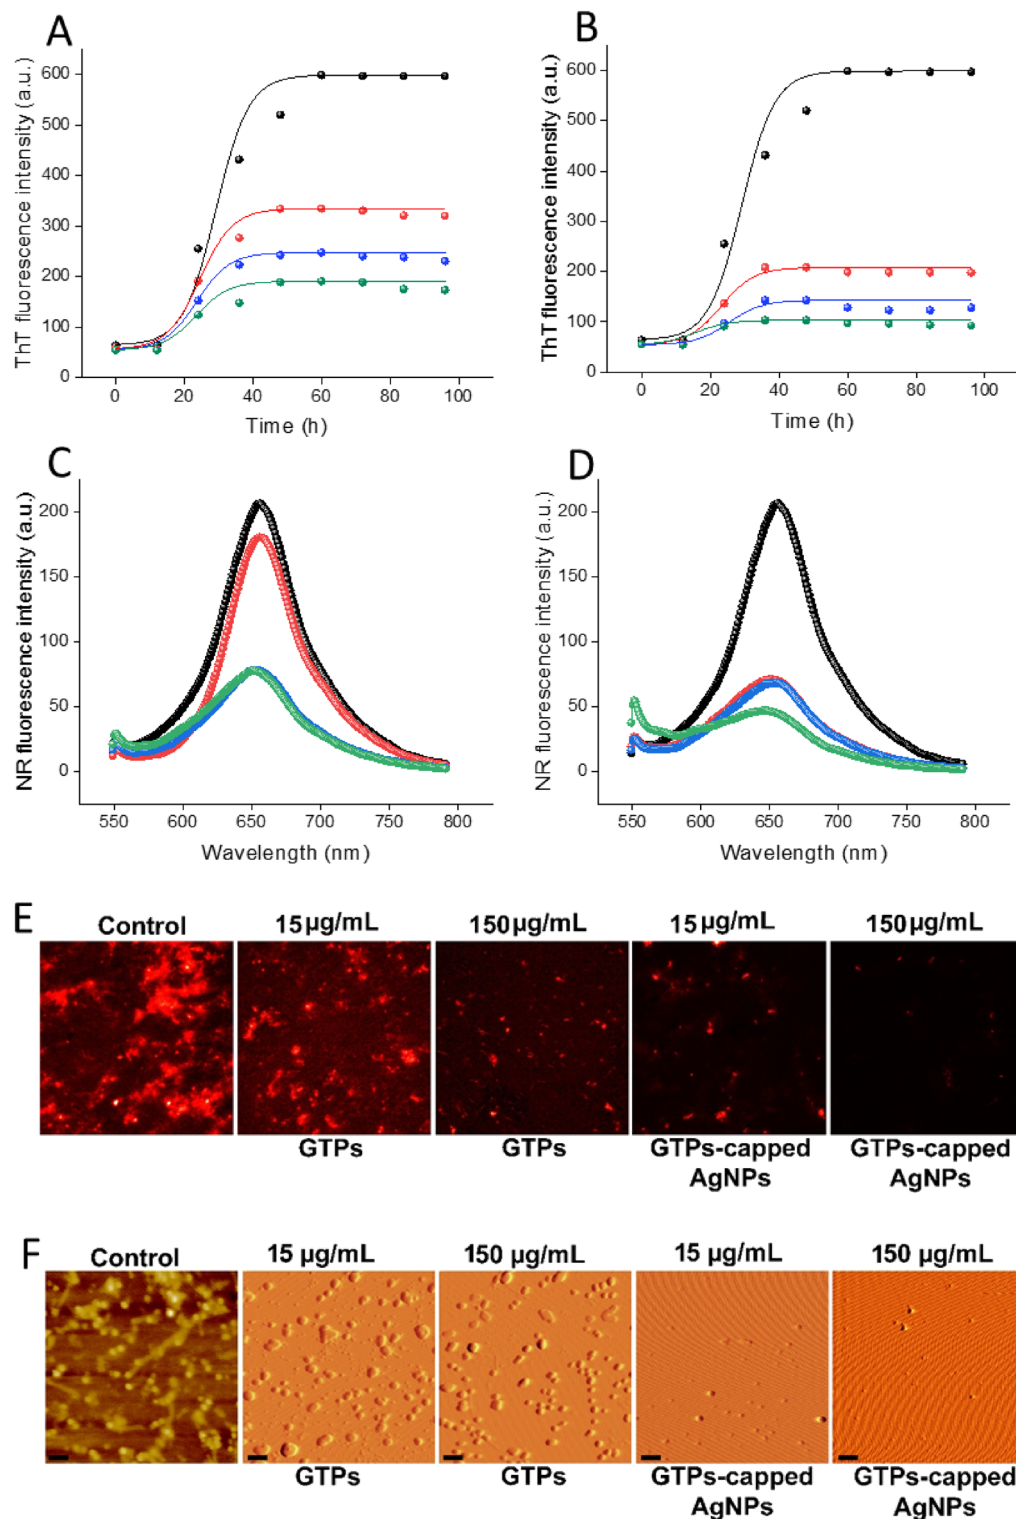 A
B
ThT fluorescence intensity (a.u.)
600
500
400
300
200
100
0
0 20 40 60 80 100
Time (h)
ThT fluorescence intensity (a.u.)
600
500
400
300
200
100
0
0 20 40 60 80 100
Time (h)
C
D
NR fluorescence intensity (a.u.)
200
150
100
50
0
550 600 650 700 750 800
Wavelength (nm)
NR fluorescence intensity (a.u.)
200
150
100
50
0
550 600 650 700 750 800
Wavelength (nm)
E
Control 15 µg/mL 150 µg/mL 15 µg/mL 150 µg/mL
GTPs GTPs GTPs-capped GTPs-capped
AgNPs AgNPs
F
Control 15 µg/mL 150 µg/mL 15 µg/mL 150 µg/mL
GTPs GTPs GTPs-capped GTPs-capped
AgNPs AgNPs